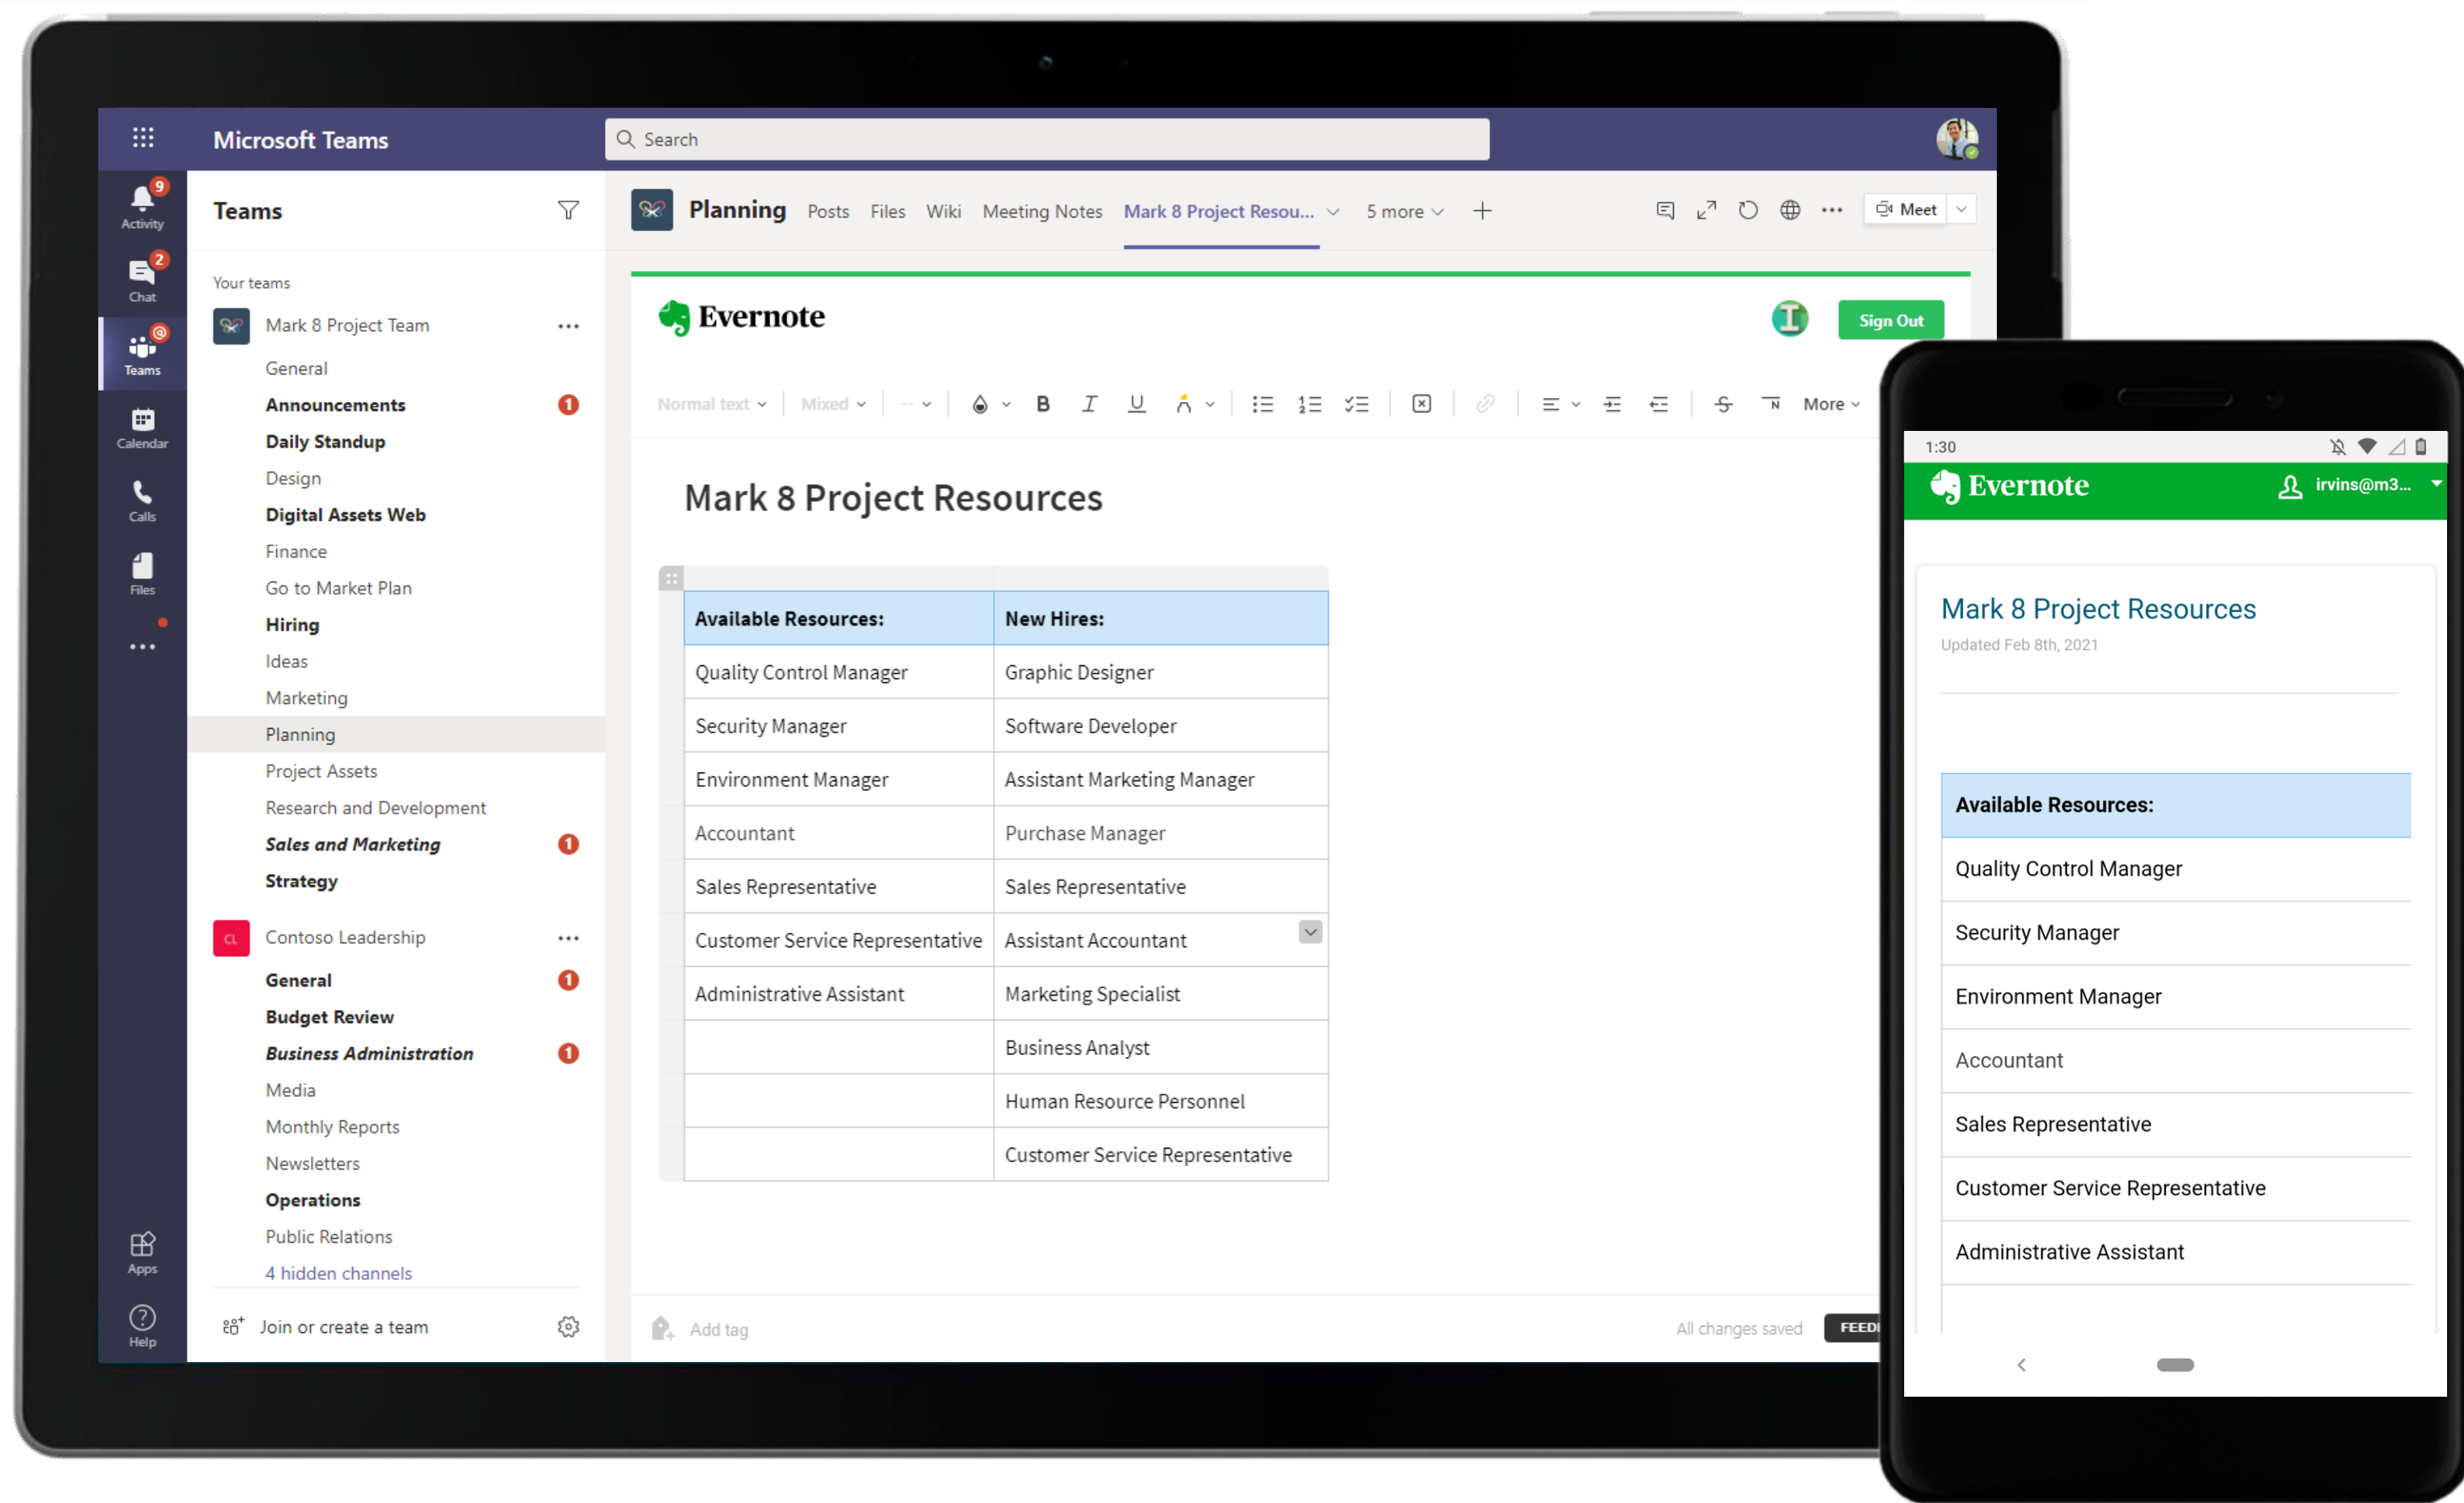 Microsoft Teams
Search
9
Activity
2
Chat
@
Teams
Calendar
Calls
Files
Apps
Help
Teams
Your teams
Mark 8 Project Team
General
Announcements 1
Daily Standup
Design
Digital Assets Web
Finance
Go to Market Plan
Hiring
Ideas
Marketing
Planning
Project Assets
Research and Development
Sales and Marketing 1
Strategy
CL Contoso Leadership
General 1
Budget Review
Business Administration 1
Media
Monthly Reports
Newsletters
Operations
Public Relations
4 hidden channels
Join or create a team
Planning Posts Files Wiki Meeting Notes Mark 8 Project Resou... 5 more Meet
Evernote
I Sign Out
Normal text Mixed -- B I U More
Mark 8 Project Resources
Available Resources: New Hires:
Quality Control Manager Graphic Designer
Security Manager Software Developer
Environment Manager Assistant Marketing Manager
Accountant Purchase Manager
Sales Representative Sales Representative
Customer Service Representative Assistant Accountant
Administrative Assistant Marketing Specialist
Business Analyst
Human Resource Personnel
Customer Service Representative
Add tag All changes saved
1:30
Evernote irvins@m3...
Mark 8 Project Resources
Updated Feb 8th, 2021
Available Resources:
Quality Control Manager
Security Manager
Environment Manager
Accountant
Sales Representative
Customer Service Representative
Administrative Assistant